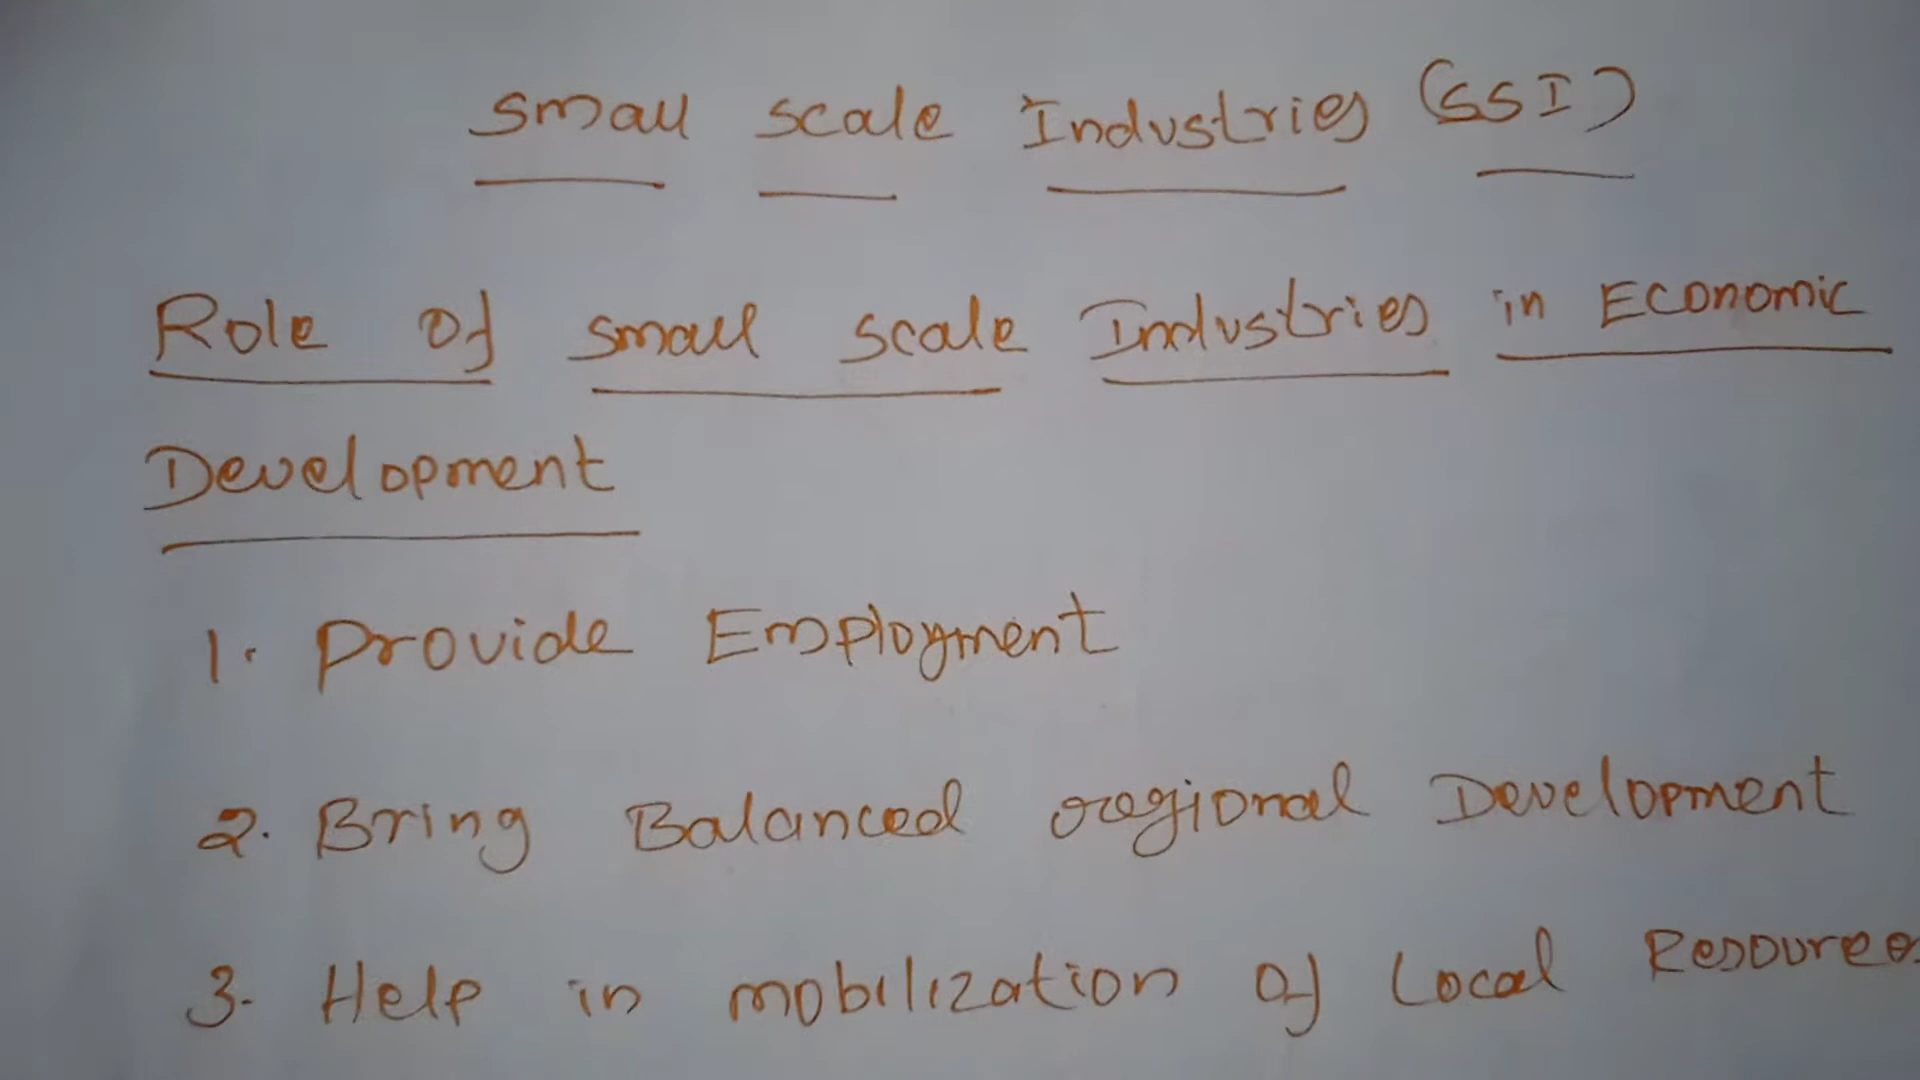 Small Scale Industries (SSI)
Role of Small Scale Industries in Economic
Development
1. Provide Employment
2. Bring Balanced regional Development
3. Help in mobilization of Local Resources